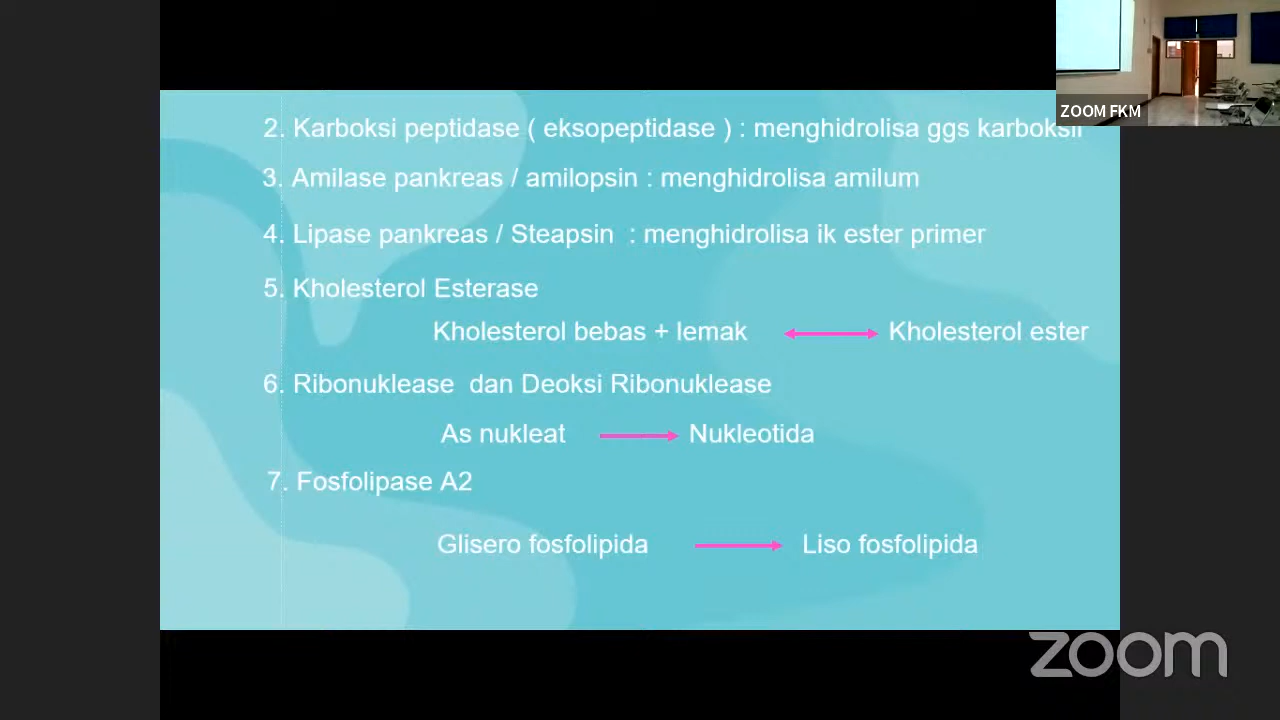 2. Karboksi peptidase ( eksopeptidase ) : menghidrolisa ggs karboksil
3. Amilase pankreas / amilopsin : menghidrolisa amilum
4. Lipase pankreas / Steapsin : menghidrolisa ik ester primer
5. Kholesterol Esterase
Kholesterol bebas + lemak Kholesterol ester
6. Ribonuklease dan Deoksi Ribonuklease
As nukleat Nukleotida
7. Fosfolipase A2
Glisero fosfolipida Liso fosfolipida
ZOOM FKM
zoom